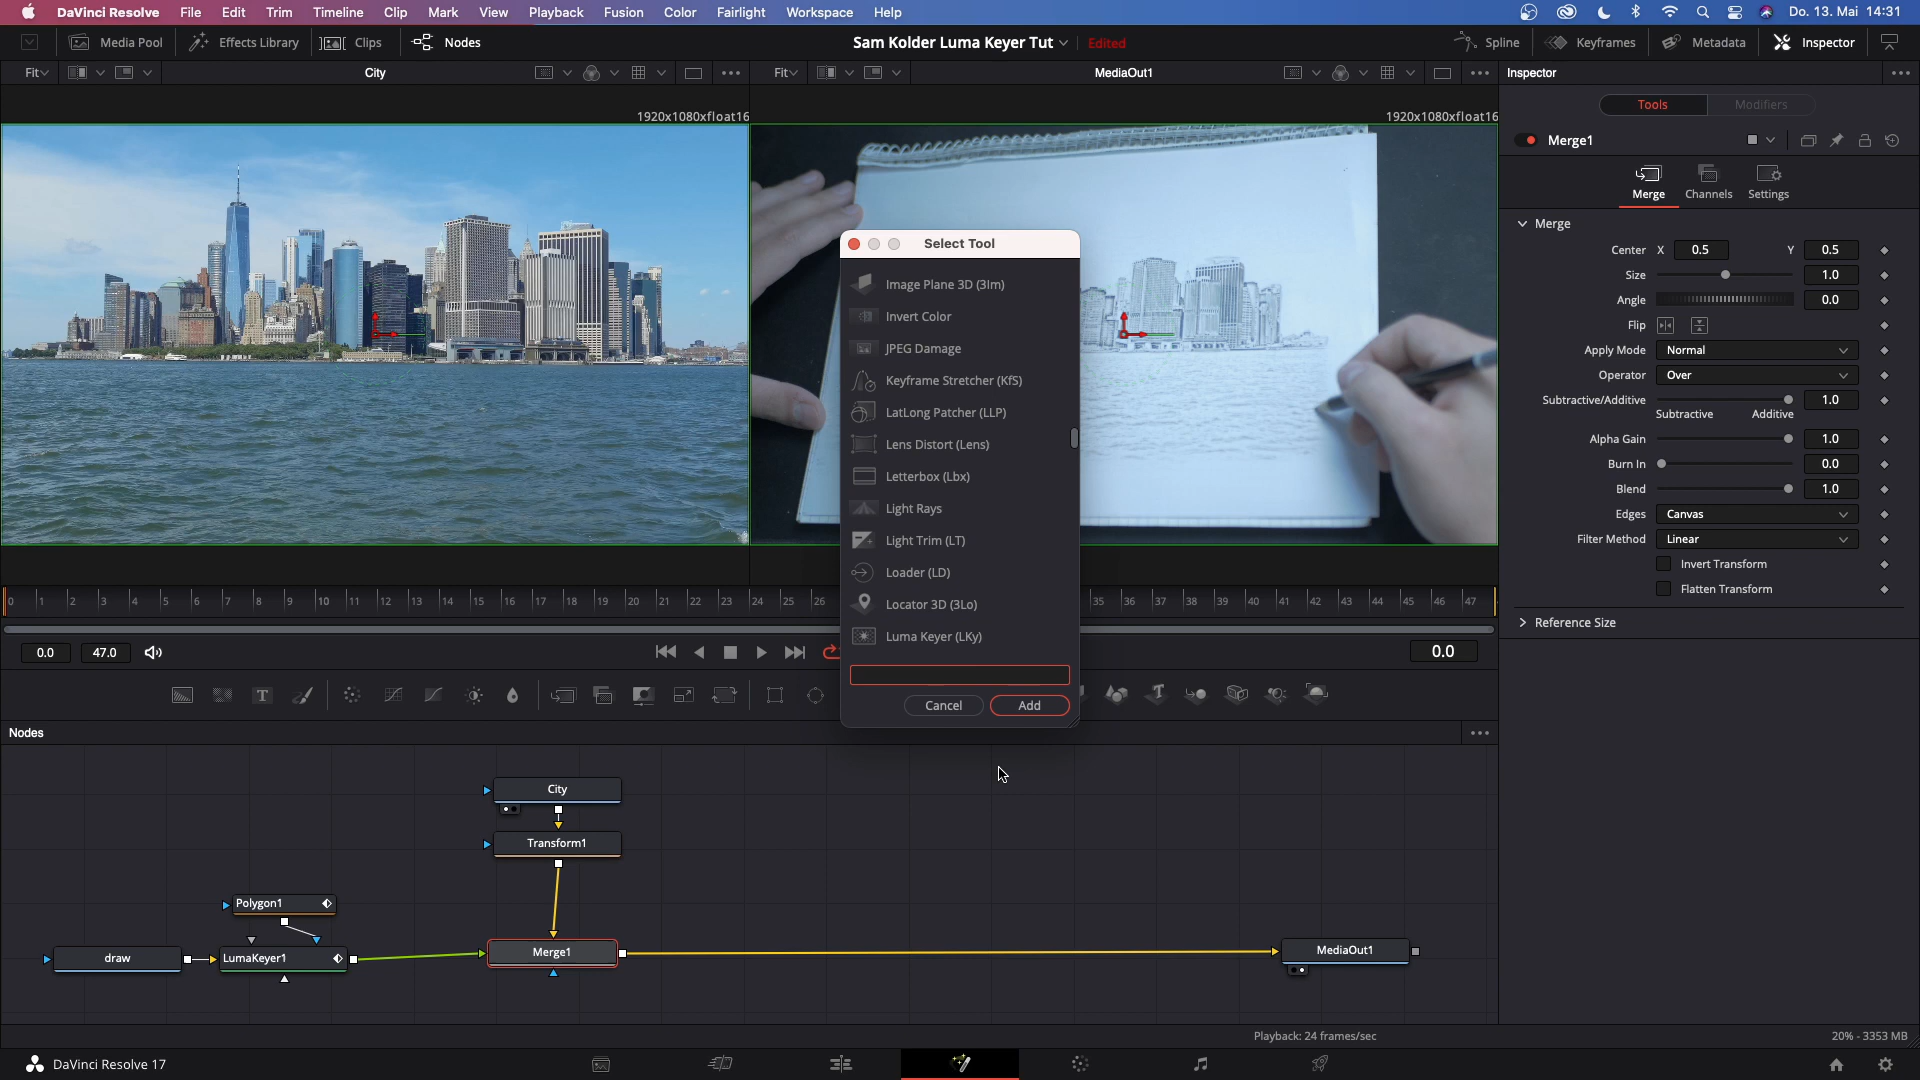 DaVinci Resolve File Edit Trim Timeline Clip Mark View Playback Fusion Color Fairlight Workspace Help Do. 13. Mai 14:31
Media Pool Effects Library Clips Nodes Sam Kolder Luma Keyer Tut Edited Spline Keyframes Metadata Inspector
Fit City Fit MediaOut1 Inspector
1920x1080xfloat16 1920x1080xfloat16
Tools Modifiers
Merge1
Merge Channels Settings
Merge
Center X 0.5 Y 0.5
Size 1.0
Angle 0.0
Flip
Apply Mode Normal
Operator Over
Subtractive/Additive 1.0
Subtractive Additive
Alpha Gain 1.0
Burn In 0.0
Blend 1.0
Edges Canvas
Filter Method Linear
Invert Transform
Flatten Transform
Reference Size
Select Tool
Image Plane 3D (3Im)
Invert Color
JPEG Damage
Keyframe Stretcher (KfS)
LatLong Patcher (LLP)
Lens Distort (Lens)
Letterbox (Lbx)
Light Rays
Light Trim (LT)
Loader (LD)
Locator 3D (3Lo)
Luma Keyer (LKy)
Cancel Add
0 1 2 3 4 5 6 7 8 9 10 11 12 13 14 15 16 17 18 19 20 21 22 23 24 25 26 35 36 37 38 39 40 41 42 43 44 45 46 47
0.0 47.0 0.0
Nodes
City
Transform1
Polygon1
draw LumaKeyer1 Merge1 MediaOut1
Playback: 24 frames/sec 20% - 3353 MB
DaVinci Resolve 17